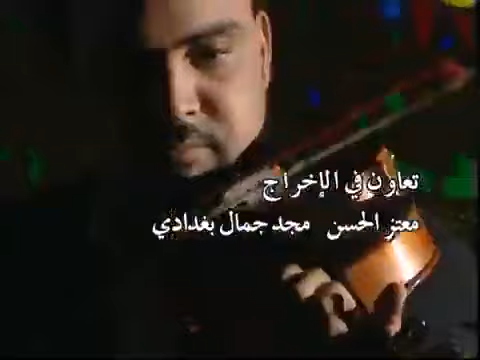 تعاون في الإخراج
معتز الحسن مجد جمال بغدادي